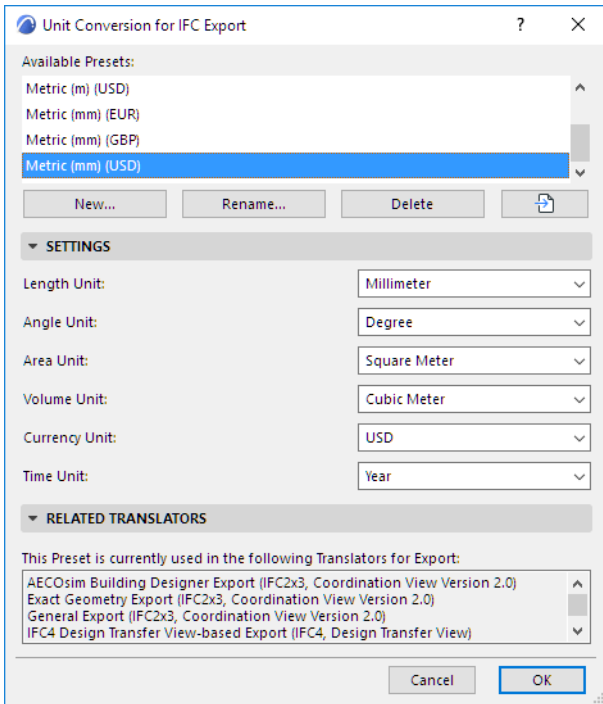 Unit Conversion for IFC Export
?
Available Presets:
Metric (m) (USD)
Metric (mm) (EUR)
Metric (mm) (GBP)
Metric (mm) (USD)
New... Rename... Delete
SETTINGS
Length Unit: Millimeter
Angle Unit: Degree
Area Unit: Square Meter
Volume Unit: Cubic Meter
Currency Unit: USD
Time Unit: Year
RELATED TRANSLATORS
This Preset is currently used in the following Translators for Export:
AECOsim Building Designer Export (IFC2x3, Coordination View Version 2.0)
Exact Geometry Export (IFC2x3, Coordination View Version 2.0)
General Export (IFC2x3, Coordination View Version 2.0)
IFC4 Design Transfer View-based Export (IFC4, Design Transfer View)
Cancel OK